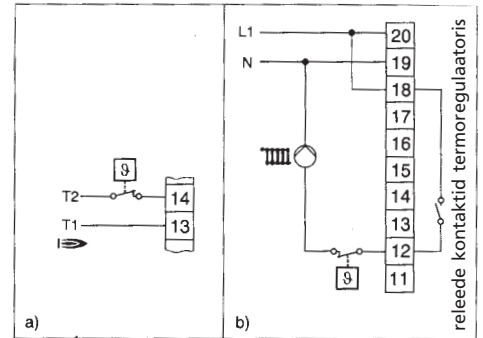 T2
ϑ
14
T1
13
a)
L1
N
20
19
18
17
16
15
14
13
12
11
ϑ
b)
releede kontaktid termoregulaatoris